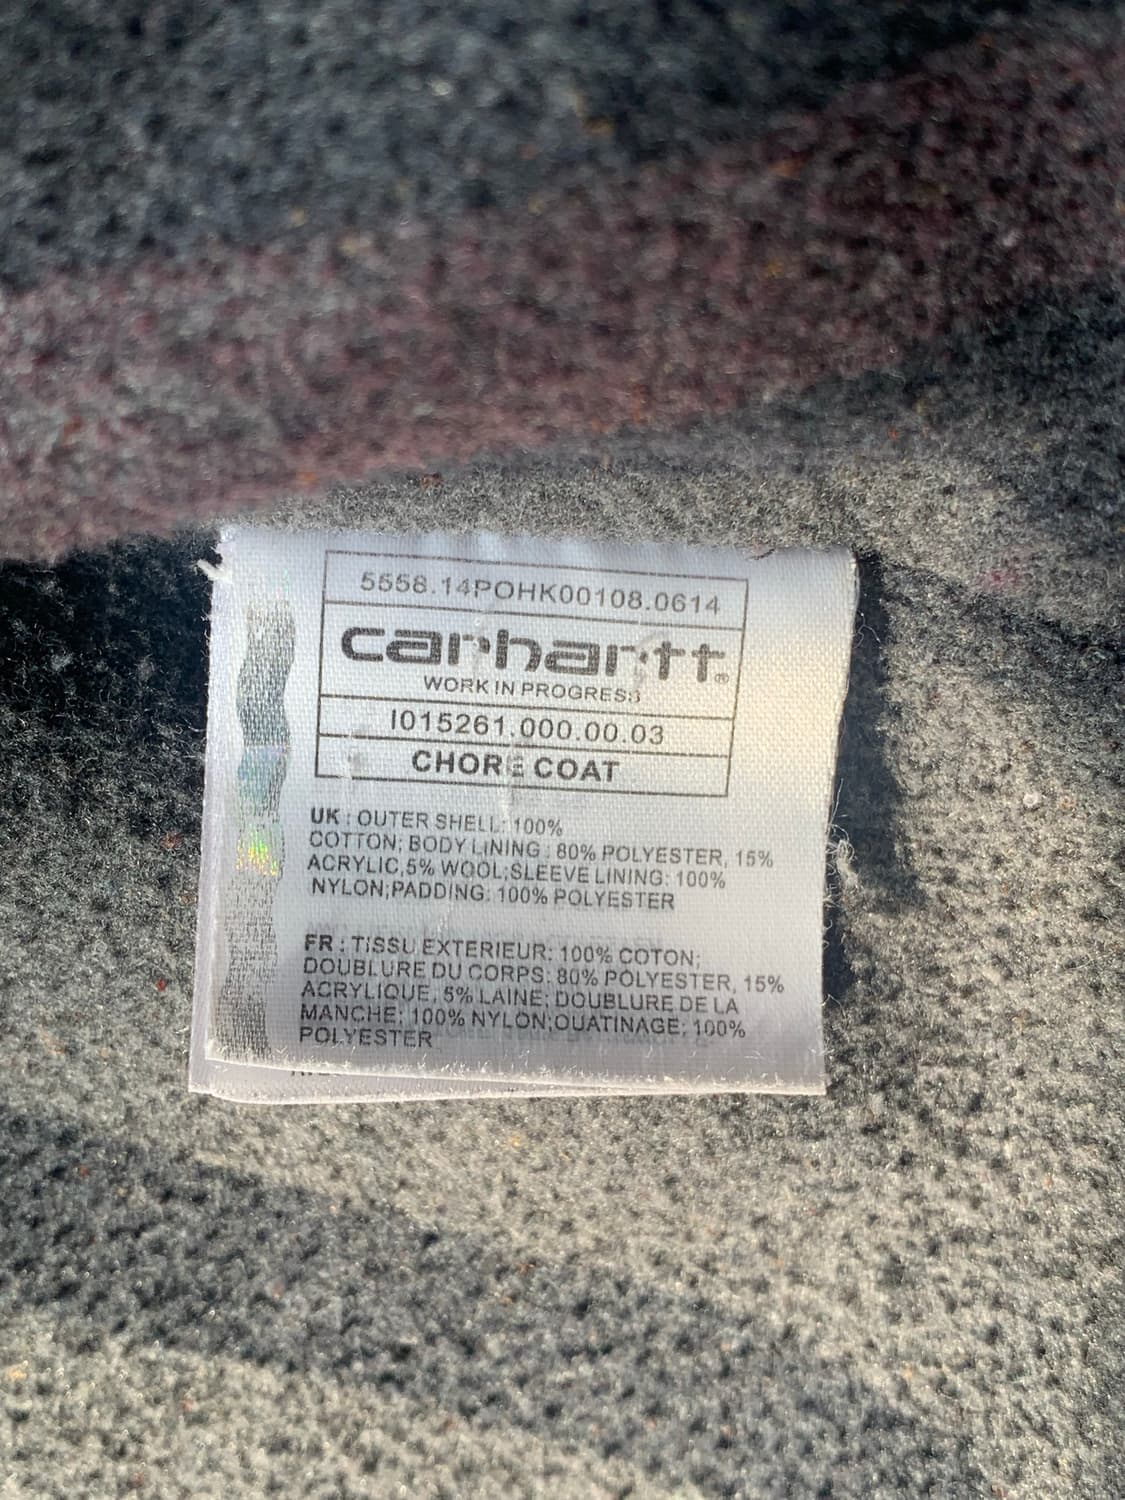 5558.14POHK00108.0614
carhartt®
WORK IN PROGRESS
I015261.000.00.03
CHORE COAT
UK : OUTER SHELL: 100%
COTTON; BODY LINING : 80% POLYESTER, 15%
ACRYLIC,5% WOOL;SLEEVE LINING: 100%
NYLON;PADDING: 100% POLYESTER
FR : TISSU EXTERIEUR: 100% COTON;
DOUBLURE DU CORPS: 80% POLYESTER, 15%
ACRYLIQUE, 5% LAINE; DOUBLURE DE LA
MANCHE: 100% NYLON;OUATINAGE: 100%
POLYESTER